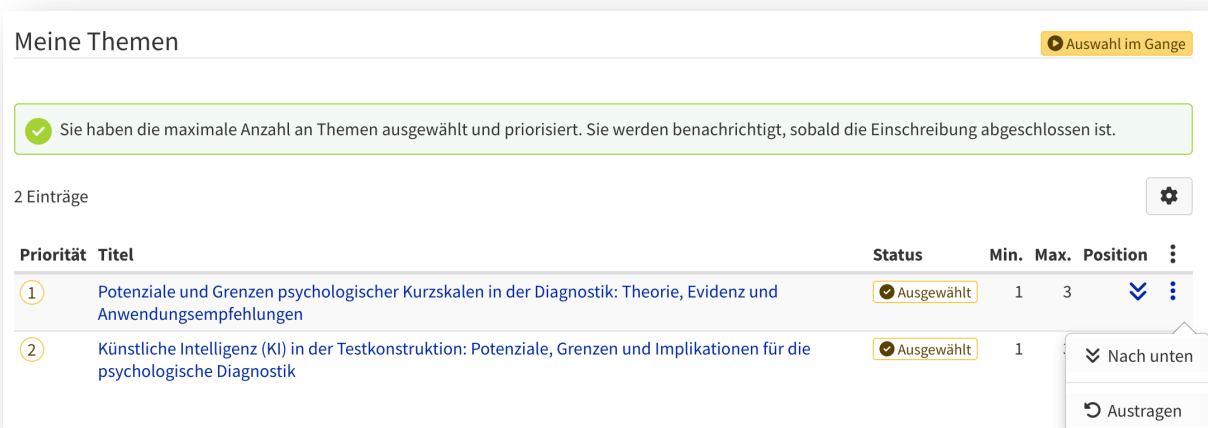 Meine Themen
Auswahl im Gange
Sie haben die maximale Anzahl an Themen ausgewählt und priorisiert. Sie werden benachrichtigt, sobald die Einschreibung abgeschlossen ist.
2 Einträge
Priorität Titel Status Min. Max. Position
1 Potenziale und Grenzen psychologischer Kurzskalen in der Diagnostik: Theorie, Evidenz und Ausgewählt 1 3
Anwendungsempfehlungen
2 Künstliche Intelligenz (KI) in der Testkonstruktion: Potenziale, Grenzen und Implikationen für die Ausgewählt 1
psychologische Diagnostik
Nach unten
Austragen